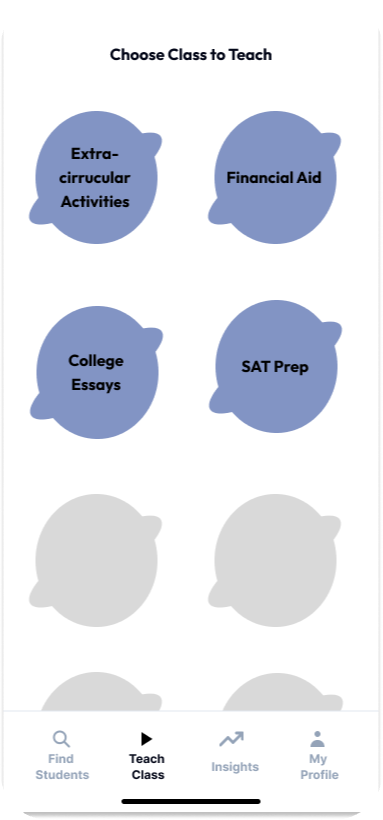 Choose Class to Teach
Extra-
cirrucular
Activities
Financial Aid
College
Essays
SAT Prep
Find
Students
Teach
Class
Insights
My
Profile